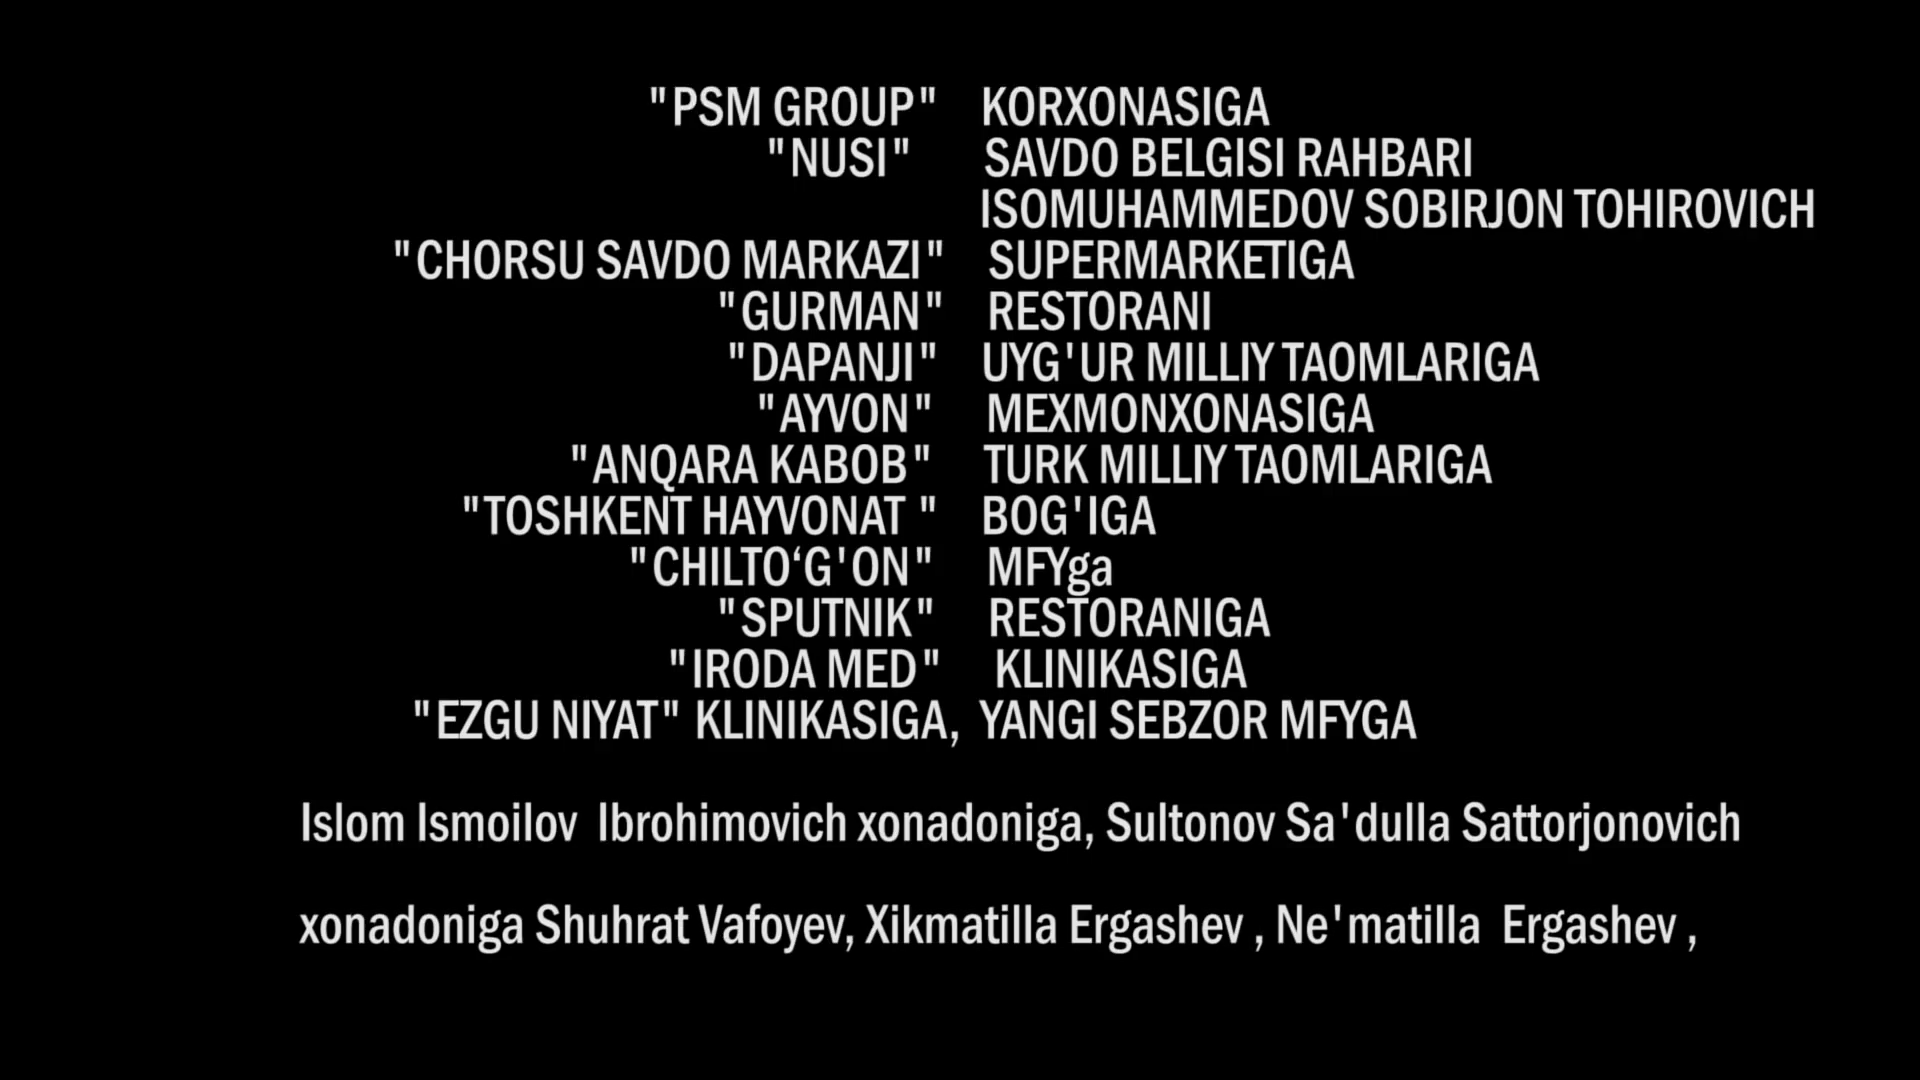 "PSM GROUP" KORXONASIGA
"NUSI" SAVDO BELGISI RAHBARI
ISOMUHAMMEDOV SOBIRJON TOHIROVICH
"CHORSU SAVDO MARKAZI" SUPERMARKETIGA
"GURMAN" RESTORANI
"DAPANJI" UYG'UR MILLIY TAOMLARIGA
"AYVON" MEXMONXONASIGA
"ANQARA KABOB" TURK MILLIY TAOMLARIGA
"TOSHKENT HAYVONAT " BOG'IGA
"CHILTO‘G'ON" MFYga
"SPUTNIK" RESTORANIGA
"IRODA MED" KLINIKASIGA
"EZGU NIYAT" KLINIKASIGA, YANGI SEBZOR MFYGA
Islom Ismoilov Ibrohimovich xonadoniga, Sultonov Sa'dulla Sattorjonovich
xonadoniga Shuhrat Vafoyev, Xikmatilla Ergashev , Ne'matilla Ergashev ,